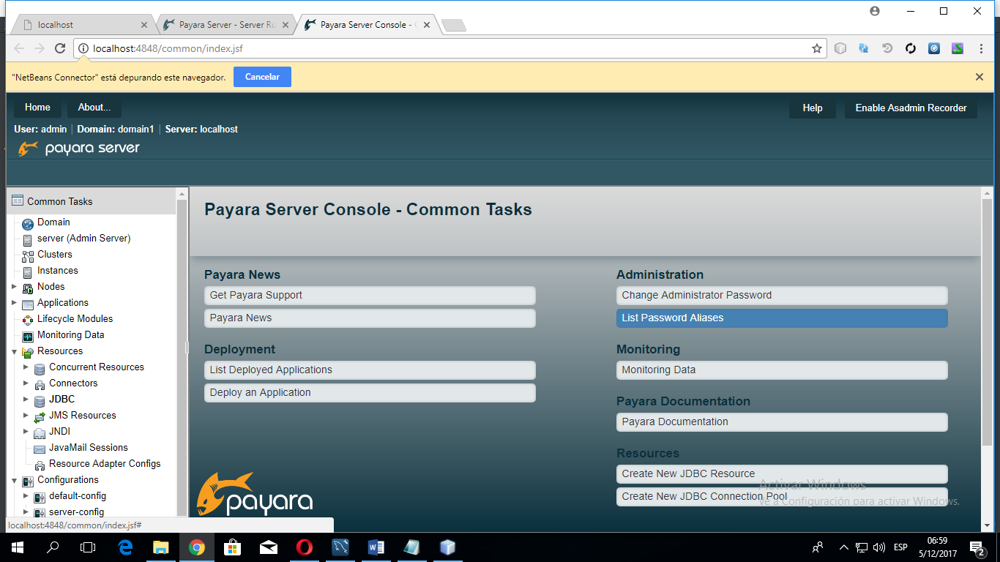 localhost
Payara Server - Server Ru
Payara Server Console -
localhost:4848/common/index.jsf
"NetBeans Connector" está depurando este navegador.
Cancelar
Home
About...
Help
Enable Asadmin Recorder
User: admin | Domain: domain1 | Server: localhost
payara server
Common Tasks
Domain
server (Admin Server)
Clusters
Instances
Nodes
Applications
Lifecycle Modules
Monitoring Data
Resources
Concurrent Resources
Connectors
JDBC
JMS Resources
JNDI
JavaMail Sessions
Resource Adapter Configs
Configurations
default-config
server-config
localhost:4848/common/index.jsf#
Payara Server Console - Common Tasks
Payara News
Get Payara Support
Payara News
Deployment
List Deployed Applications
Deploy an Application
payara
Administration
Change Administrator Password
List Password Aliases
Monitoring
Monitoring Data
Payara Documentation
Payara Documentation
Resources
Create New JDBC Resource
Create New JDBC Connection Pool
Activar Windows
Ve a Configuración para activar Windows.
ESP
06:59
5/12/2017
2